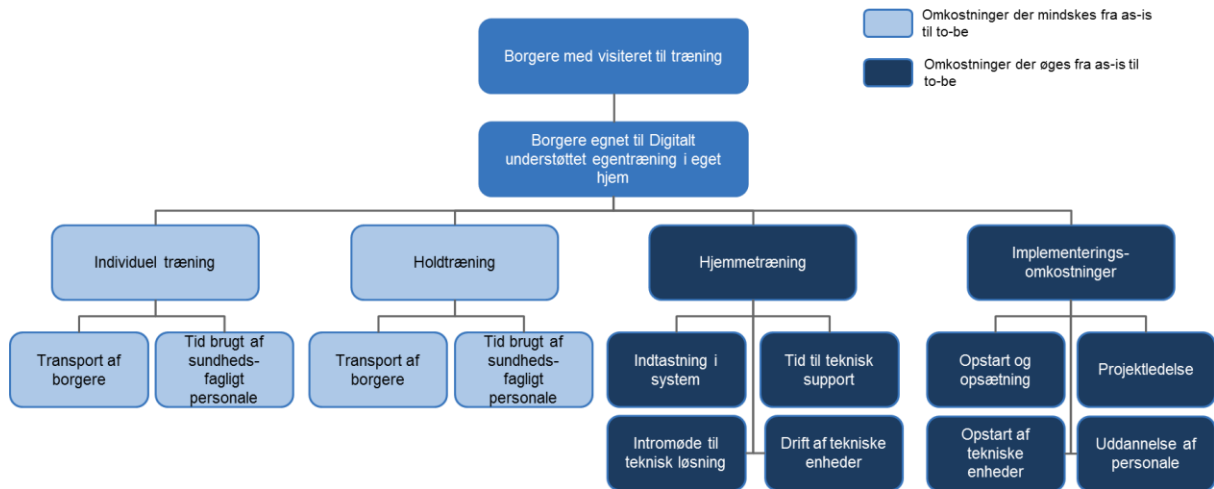 Omkostninger der mindskes fra as-is
til to-be
Omkostninger der øges fra as-is til
to-be
Borgere med visiteret til træning
Borgere egnet til Digitalt
understøttet egentræning i eget
hjem
Individuel træning
Holdtræning
Hjemmetræning
Implementerings-
omkostninger
Transport af
borgere
Tid brugt af
sundheds-
fagligt
personale
Transport af
borgere
Tid brugt af
sundheds-
fagligt
personale
Indtastning i
system
Tid til teknisk
support
Opstart og
opsætning
Projektledelse
Intromøde til
teknisk løsning
Drift af tekniske
enheder
Opstart af
tekniske
enheder
Uddannelse af
personale